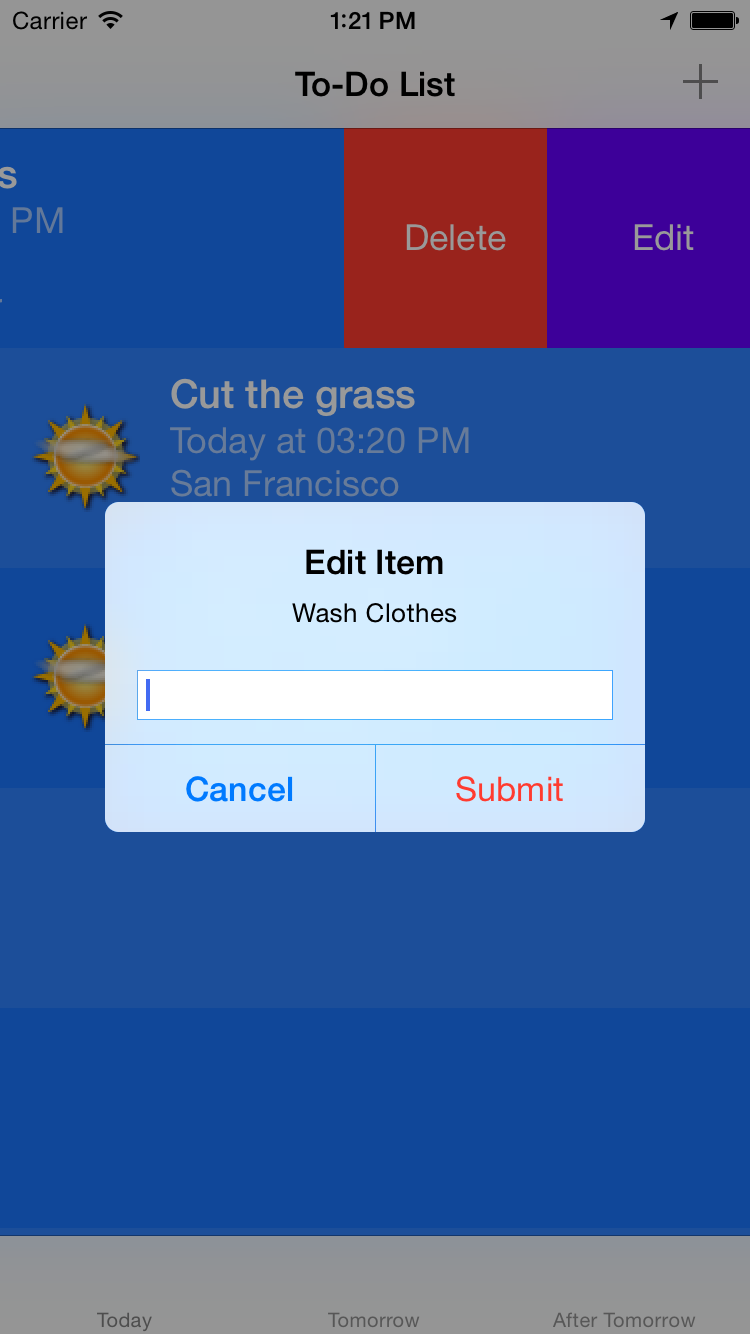 Carrier 1:21 PM
To-Do List
s
PM
Delete Edit
Cut the grass
Today at 03:20 PM
San Francisco
Edit Item
Wash Clothes
Cancel Submit
Today Tomorrow After Tomorrow